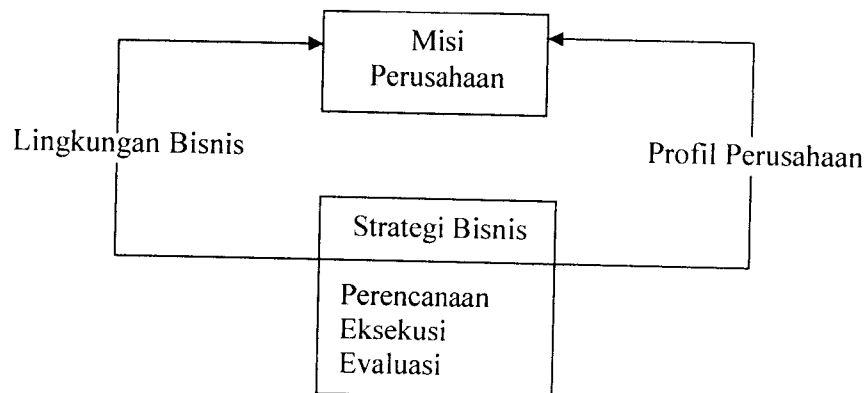 Misi
Perusahaan
Lingkungan Bisnis
Profil Perusahaan
Strategi Bisnis
Perencanaan
Eksekusi
Evaluasi